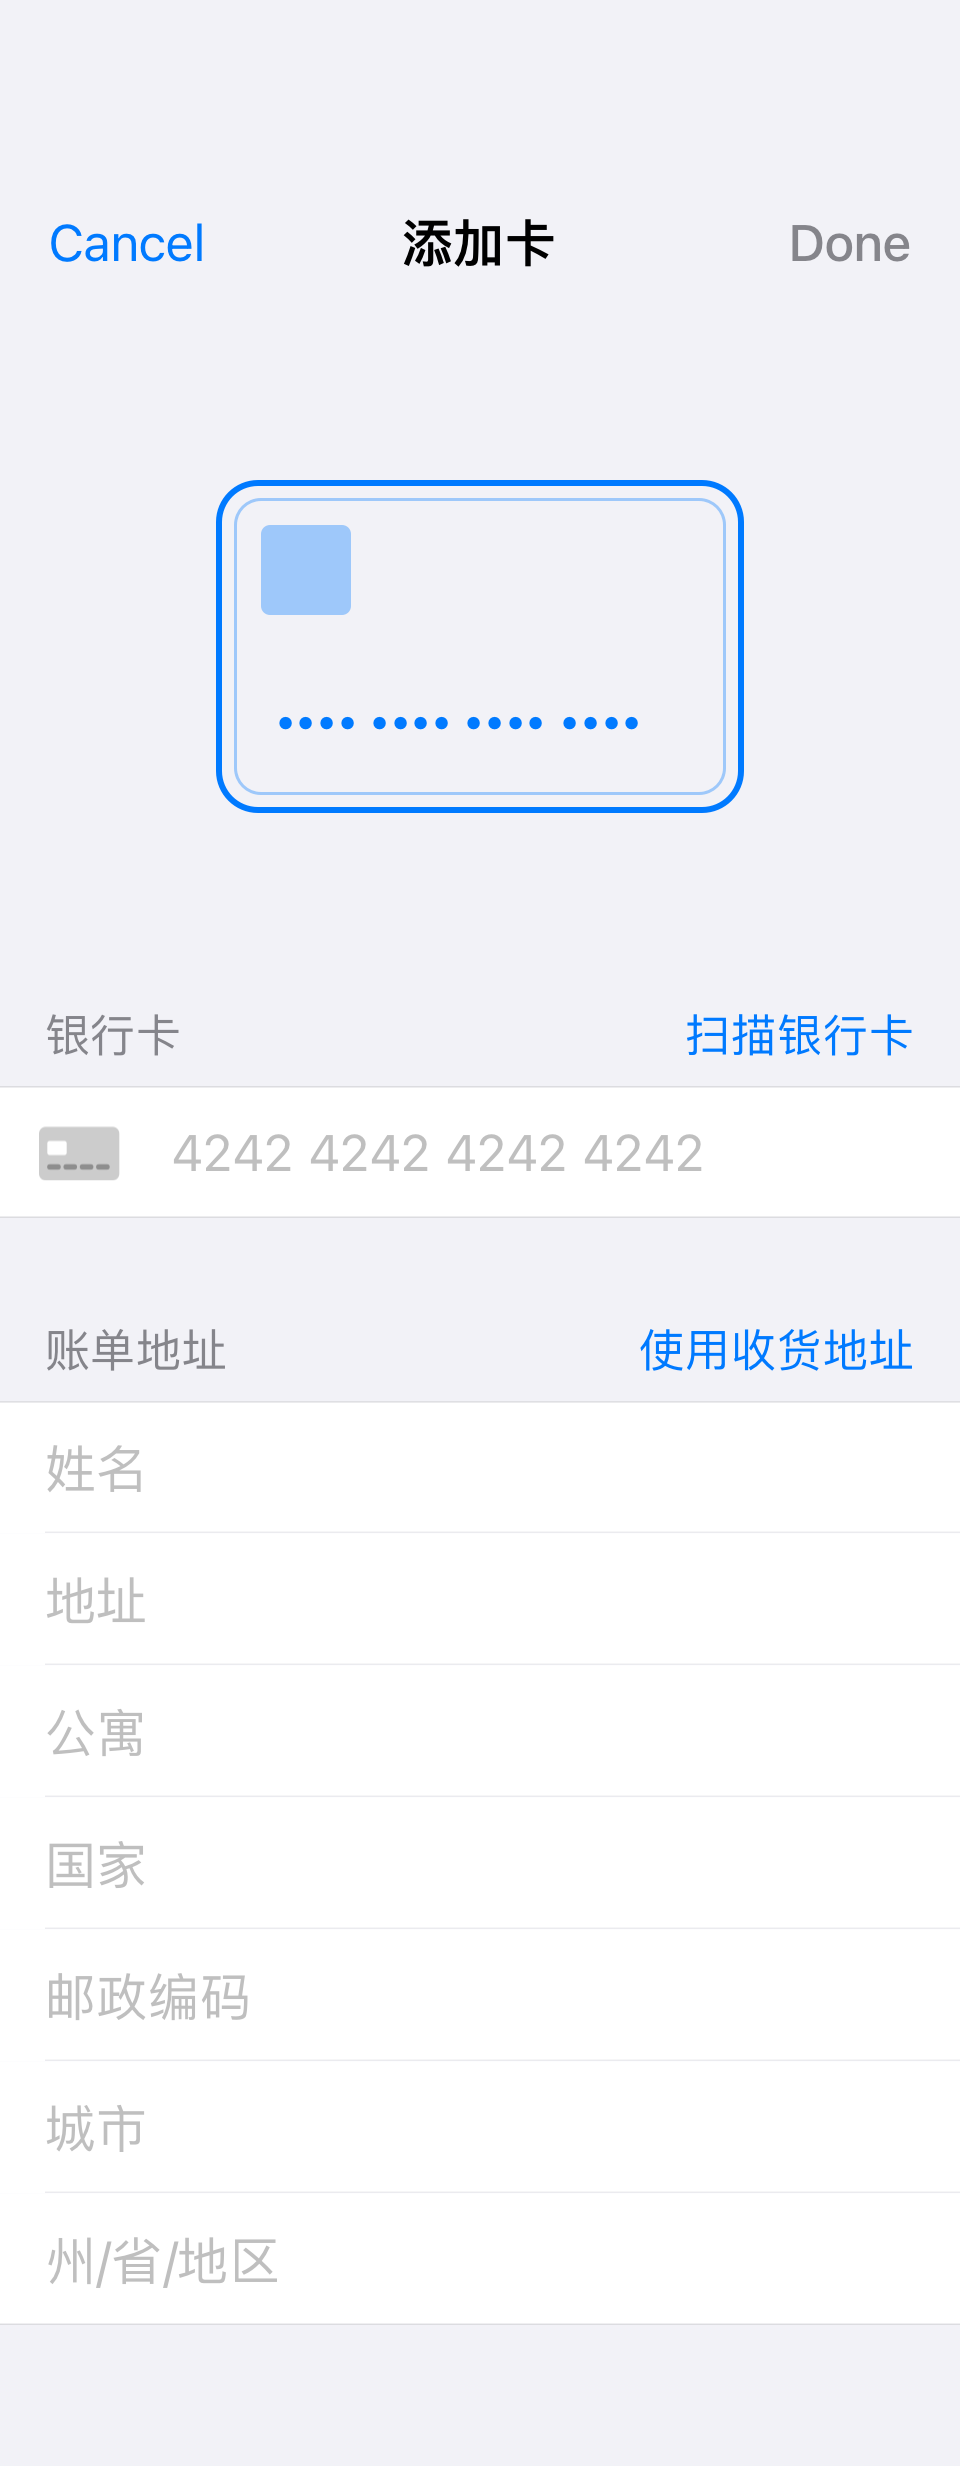 Cancel 添加卡 Done
银行卡 扫描银行卡
4242 4242 4242 4242
账单地址 使用收货地址
姓名
地址
公寓
国家
邮政编码
城市
州/省/地区